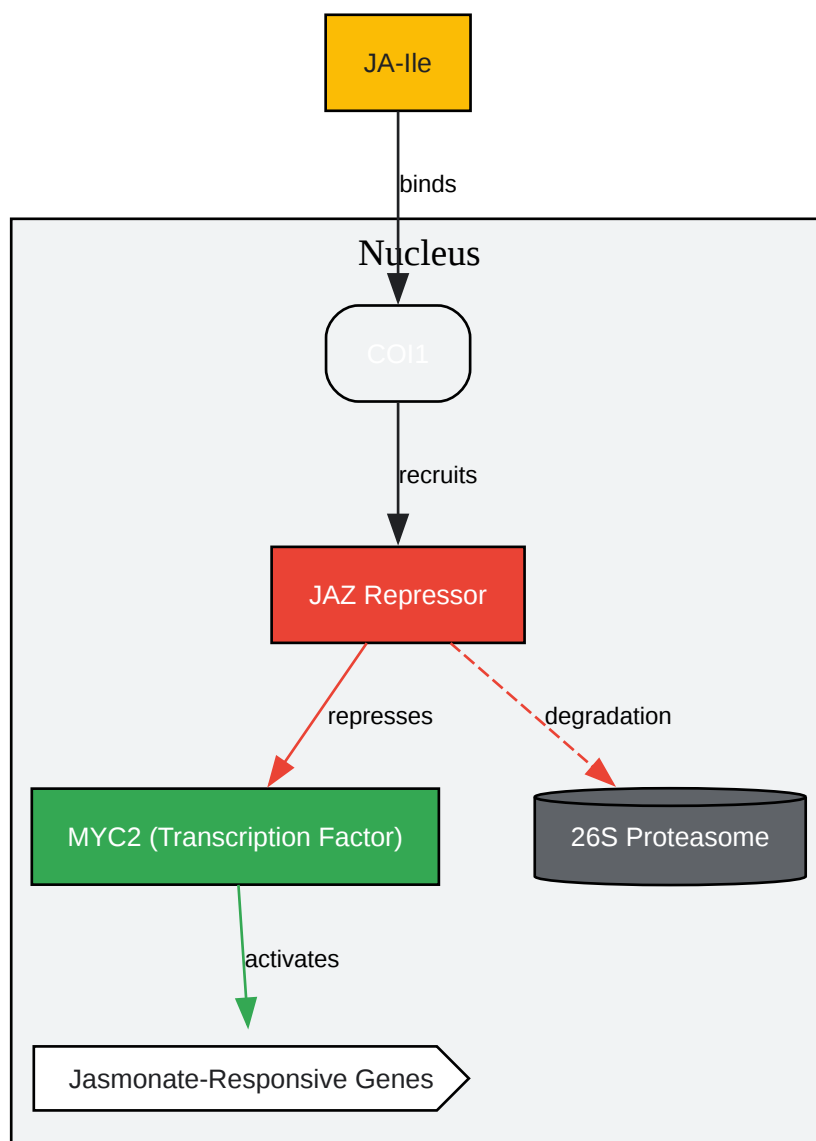 JA-Ile
binds
Nucleus
COI1
recruits
JAZ Repressor
represses
degradation
MYC2 (Transcription Factor)
26S Proteasome
activates
Jasmonate-Responsive Genes